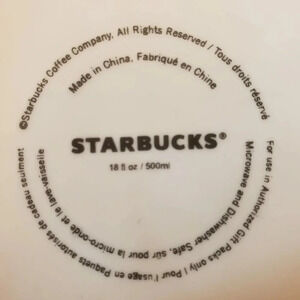 ©Starbucks Coffee Company. All Rights Reserved / Tous droits réservé
Made in China. Fabriqué en Chine
STARBUCKS®
18 fl oz / 500ml
Microwave and Dishwasher Safe, sûr pour la micro-onde et le lave-vaisselle
For use in Authorized Gift Packs only | Pour l'usage en Paquets autorisés de cadeau seulment